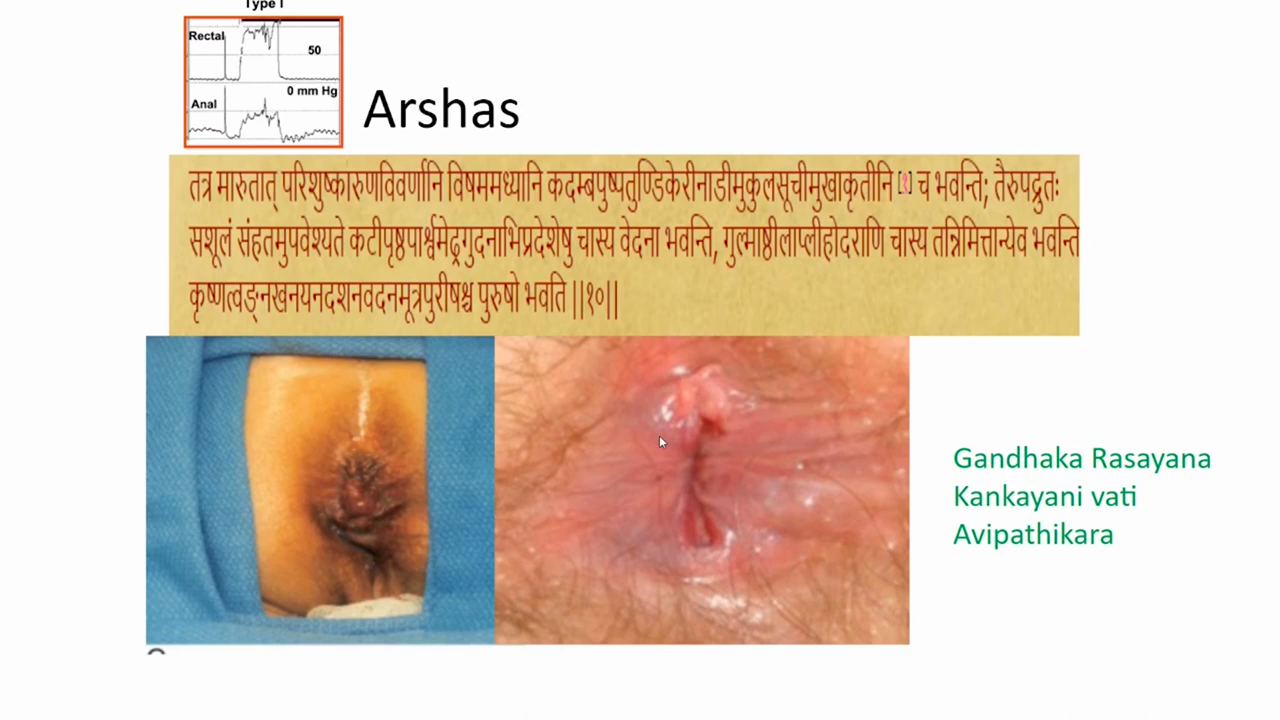 Type I
Rectal
50
0 mm Hg
Anal
Arshas
तत्र मारुतात् परिशुष्कारुणविवर्णानि विषममध्यानि कदम्बपुष्पतुण्डिकेरीनाडीमुकुलसूचीमुखाकृतीनि [१] च भवन्ति; तैरुपद्रुतः
सशूलं संहतमुपवेश्यते कटीपृष्ठपार्श्वमेढ्रगुदनाभिप्रदेशेषु चास्य वेदना भवन्ति, गुल्माष्ठीलाप्लीहोदराणि चास्य तन्निमित्तान्येव भवन्ति
कृष्णत्वङ्नखनयनदशनवदनमूत्रपुरीषश्च पुरुषो भवति ||१०||
Gandhaka Rasayana
Kankayani vati
Avipathikara